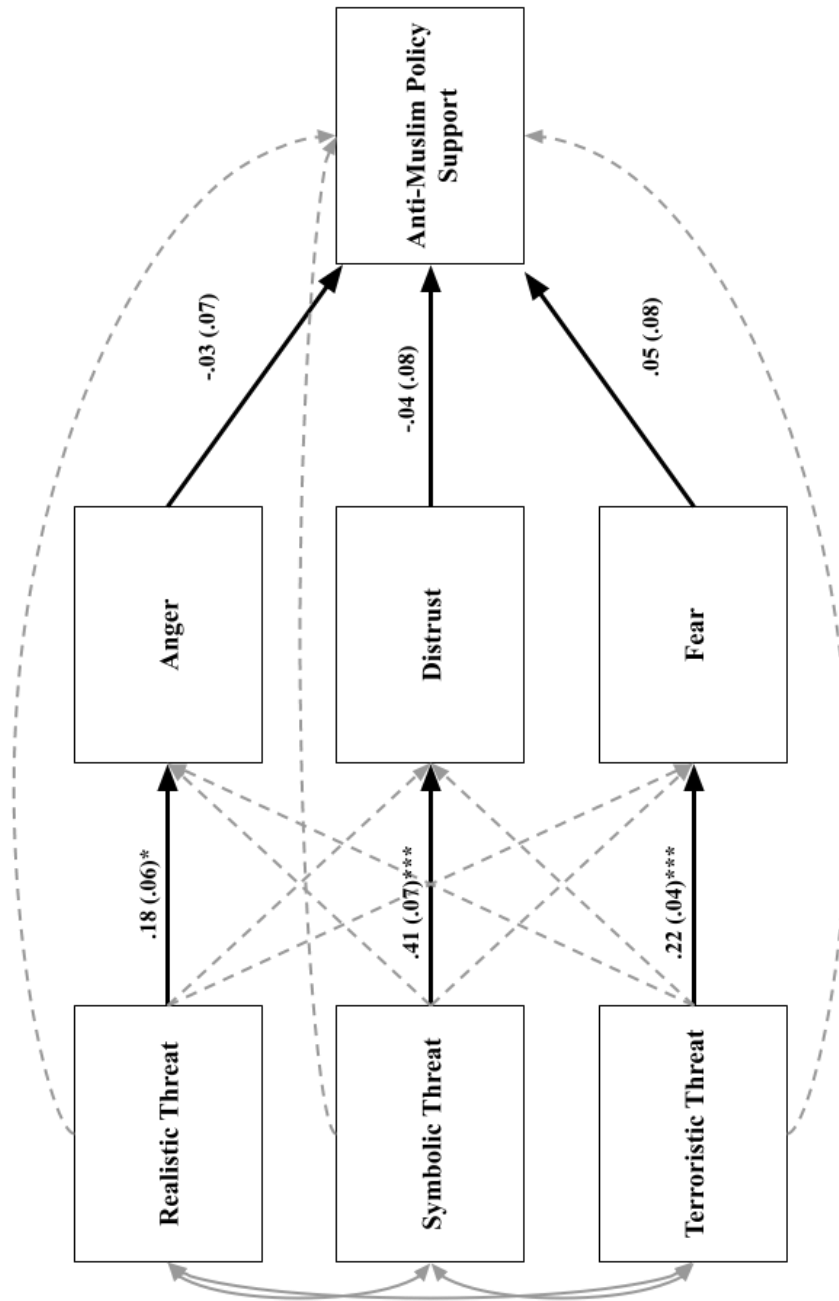 Realistic Threat
.18 (.06)*
Anger
-.03 (.07)
Symbolic Threat
.41 (.07)***
Distrust
-.04 (.08)
Anti-Muslim Policy
Support
Terroristic Threat
.22 (.04)***
Fear
.05 (.08)